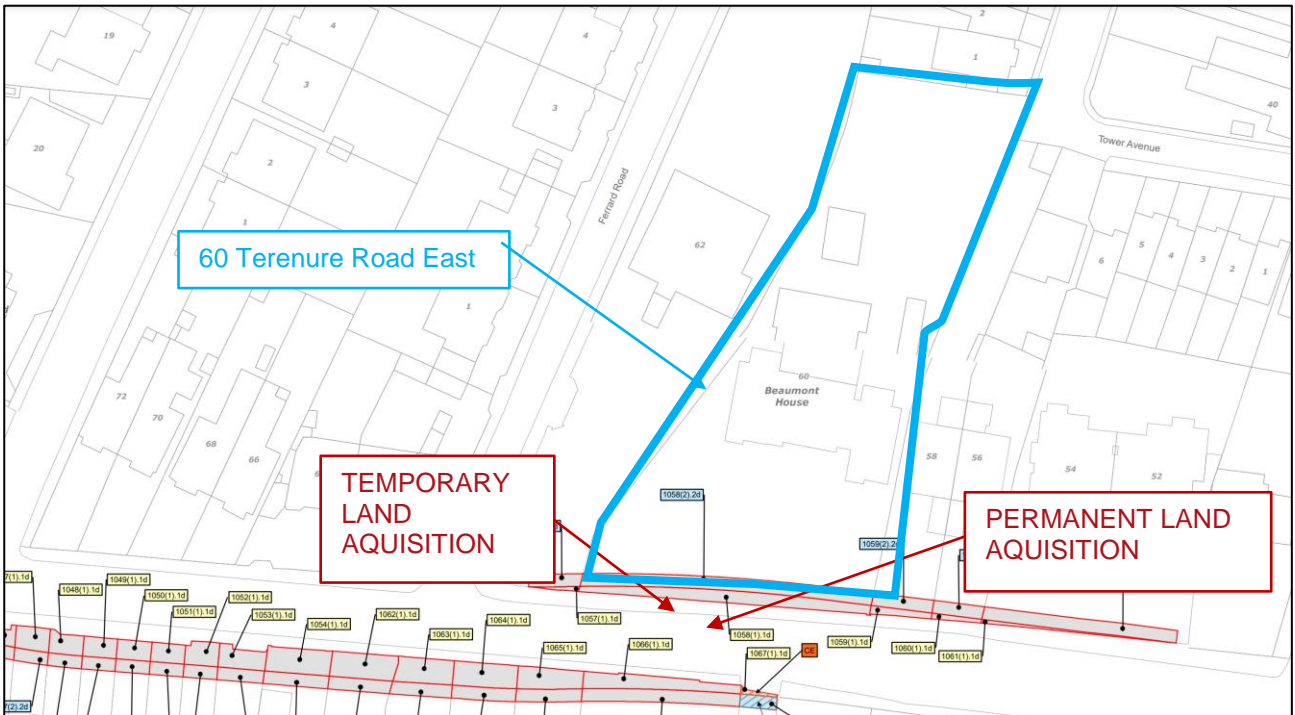 19
4
4
2
1
3
3
40
20
2
Tower Avenue
Ferrard Road
1
62
60 Terenure Road East
5
4
3
2
1
6
1
72
70
68
66
60
Beaumont
House
58
56
54
52
TEMPORARY
LAND
AQUISITION
1058(2).2d
PERMANENT LAND
AQUISITION
7(1).1d
1048(1).1d
1049(1).1d
1050(1).1d
1051(1).1d
1052(1).1d
1053(1).1d
1054(1).1d
1062(1).1d
1063(1).1d
1064(1).1d
1065(1).1d
1066(1).1d
1057(1).1d
1058(1).1d
1067(1).1d
CE
1059(1).1d
1060(1).1d
1061(1).1d
7(2).2d